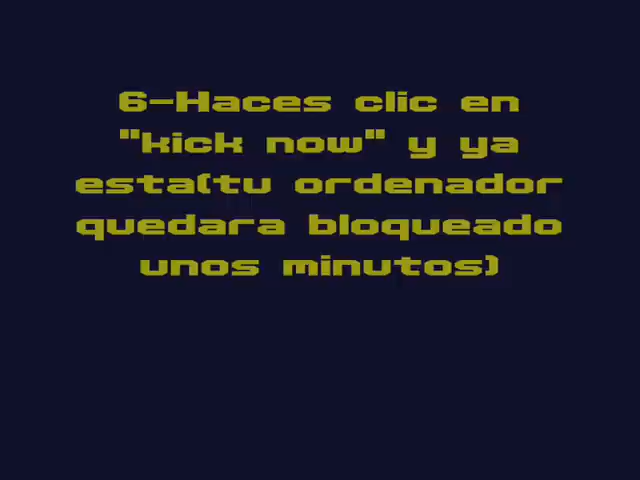 6-Haces clic en
"kick now" y ya
esta(tu ordenador
quedara bloqueado
unos minutos)